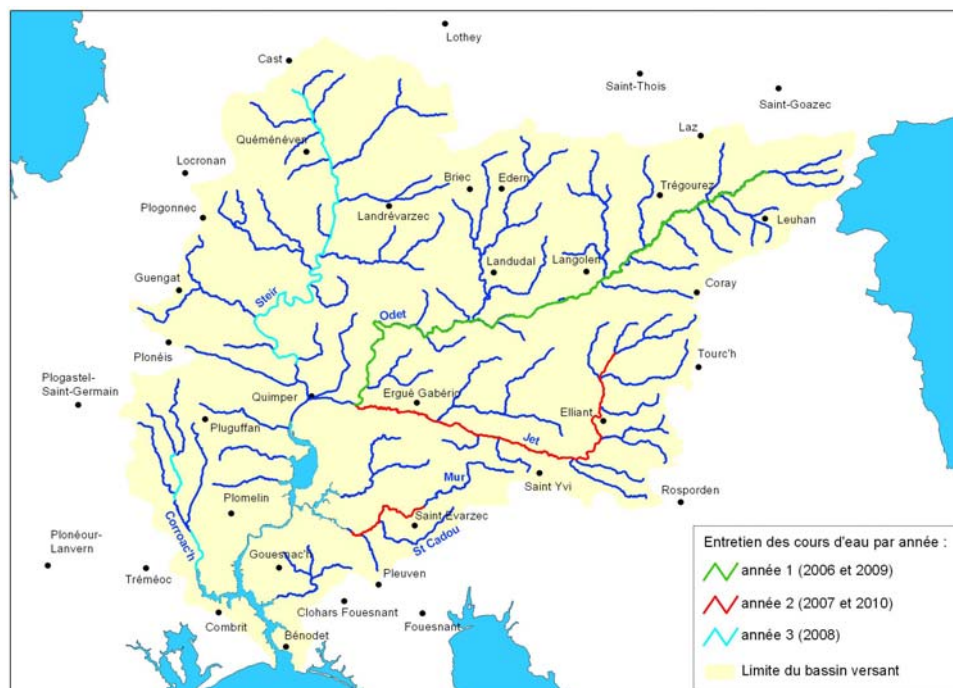 Lothey
Cast
Saint-Thois
Saint-Goazec
Laz
Quéménéven
Locronan
Briec
Edern
Trégourez
Plogonnec
Landrévarzec
Leuhan
Landudal
Langolen
Guengat
Coray
Steir
Odet
Plonéis
Tourc'h
Plogastel-
Saint-Germain
Quimper
Ergué Gabéric
Elliant
Pluguffan
Jet
Mur
Saint Yvi
Rosporden
Plomelin
Saint-Evarzec
St Cadou
Corroac'h
Plonéour-
Lanvern
Gouesnac'h
Tréméoc
Pleuven
Clohars Fouesnant
Combrit
Fouesnant
Bénodet
Entretien des cours d'eau par année :
année 1 (2006 et 2009)
année 2 (2007 et 2010)
année 3 (2008)
Limite du bassin versant